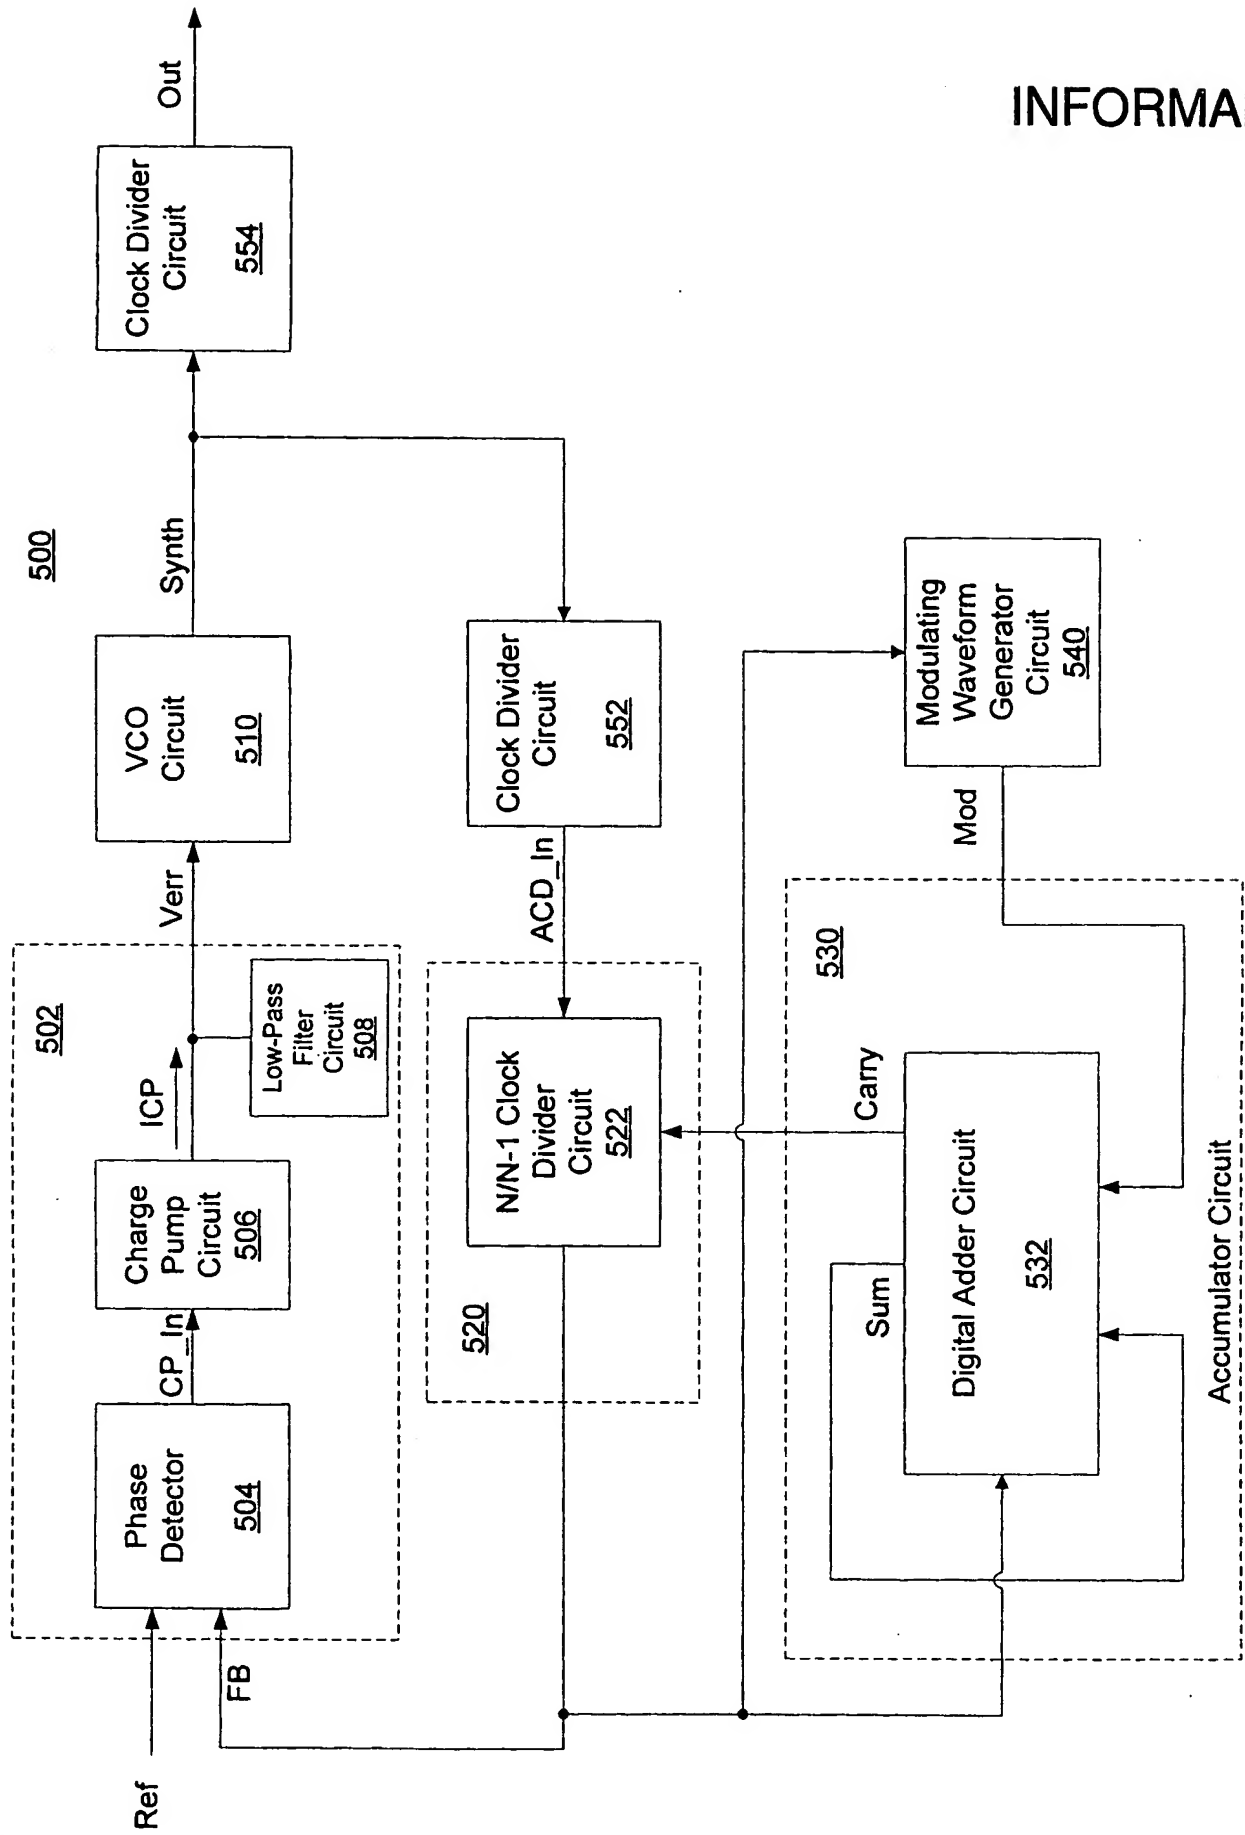 INFORMA
500
502
Ref
FB
Phase
Detector
504
CP_In
Charge
Pump
Circuit
506
ICP
Low-Pass
Filter
Circuit
508
Verr
VCO
Circuit
510
Synth
Clock Divider
Circuit
554
Out
520
N/N-1 Clock
Divider
Circuit
522
ACD_In
Clock Divider
Circuit
552
530
Sum
Carry
Digital Adder Circuit
532
Accumulator Circuit
Mod
Modulating
Waveform
Generator
Circuit
540